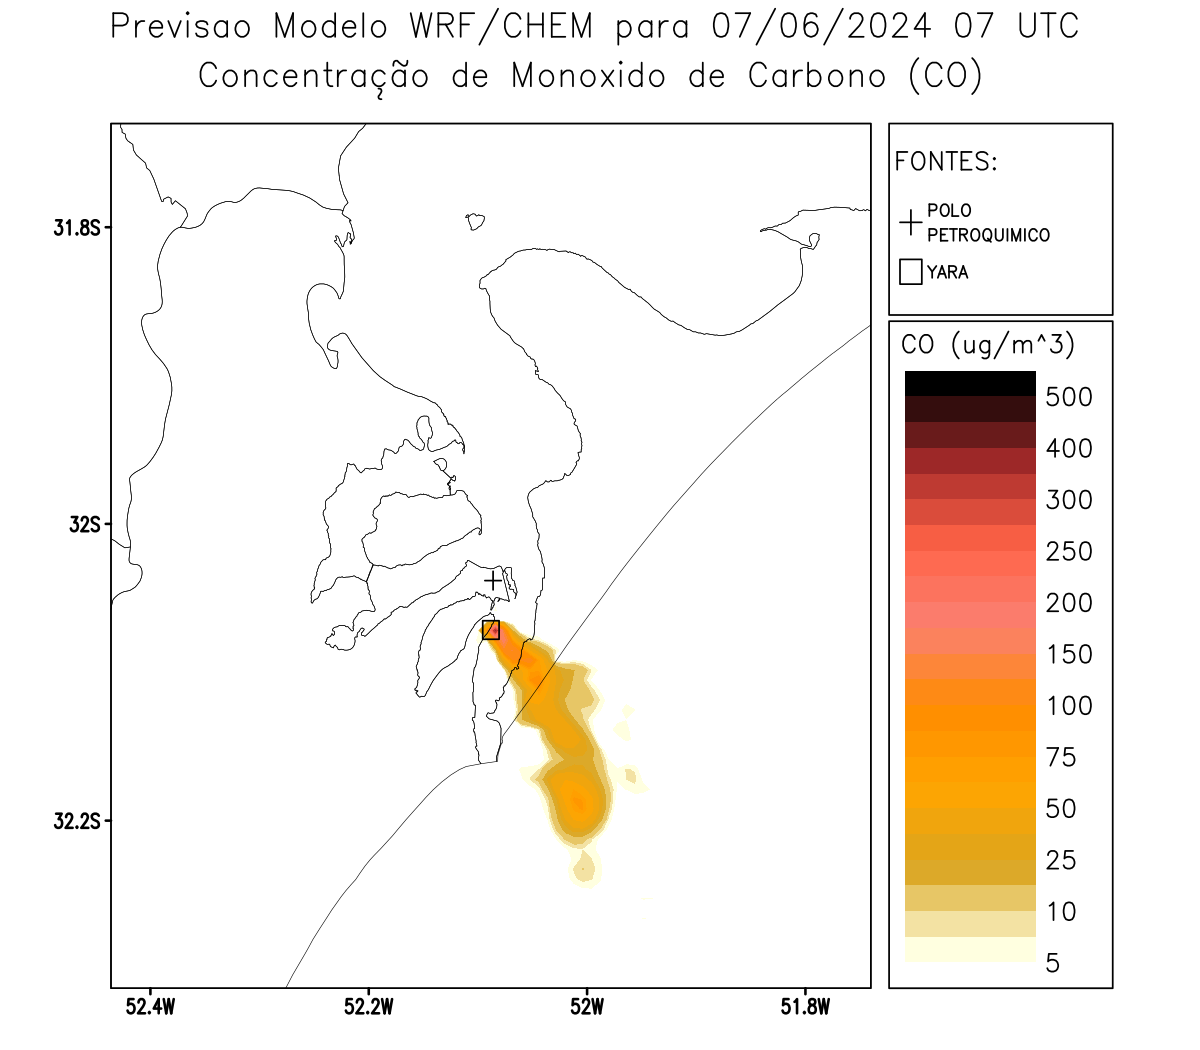 Previsao Modelo WRF/CHEM para 07/06/2024 07 UTC
Concentração de Monoxido de Carbono (CO)
FONTES:
POLO
PETROQUIMICO
YARA
CO (ug/m^3)
500
400
300
250
200
150
100
75
50
25
10
5
31.8S
32S
32.2S
52.4W 52.2W 52W 51.8W